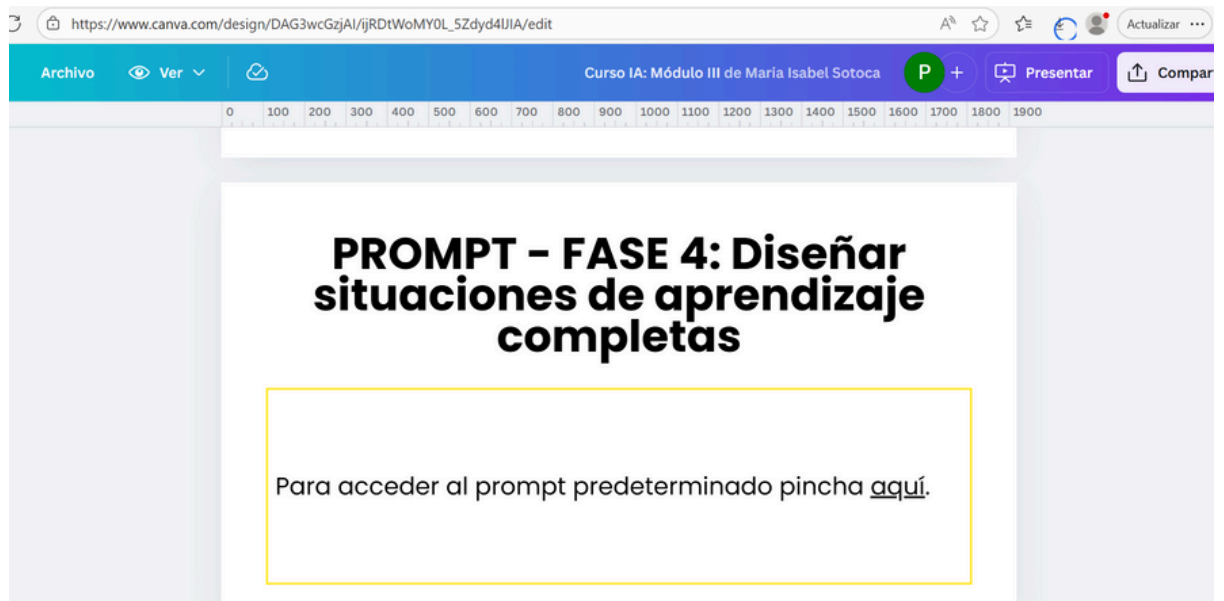 https://www.canva.com/design/DAG3wcGzjAI/ijRDtWoMY0L_5Zdyd4IJIA/edit
Actualizar
Archivo Ver Curso IA: Módulo III de Maria Isabel Sotoca P + Presentar Compar
0 100 200 300 400 500 600 700 800 900 1000 1100 1200 1300 1400 1500 1600 1700 1800 1900
PROMPT - FASE 4: Diseñar
situaciones de aprendizaje
completas
Para acceder al prompt predeterminado pincha aquí.